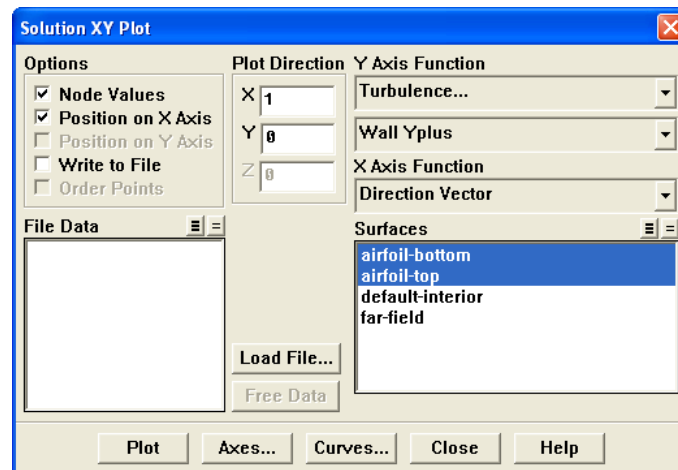 Solution XY Plot
Options
Node Values
Position on X Axis
Position on Y Axis
Write to File
Order Points
Plot Direction
X 1
Y 0
Z 0
Y Axis Function
Turbulence...
Wall Yplus
X Axis Function
Direction Vector
File Data
Surfaces
airfoil-bottom
airfoil-top
default-interior
far-field
Load File...
Free Data
Plot
Axes...
Curves...
Close
Help